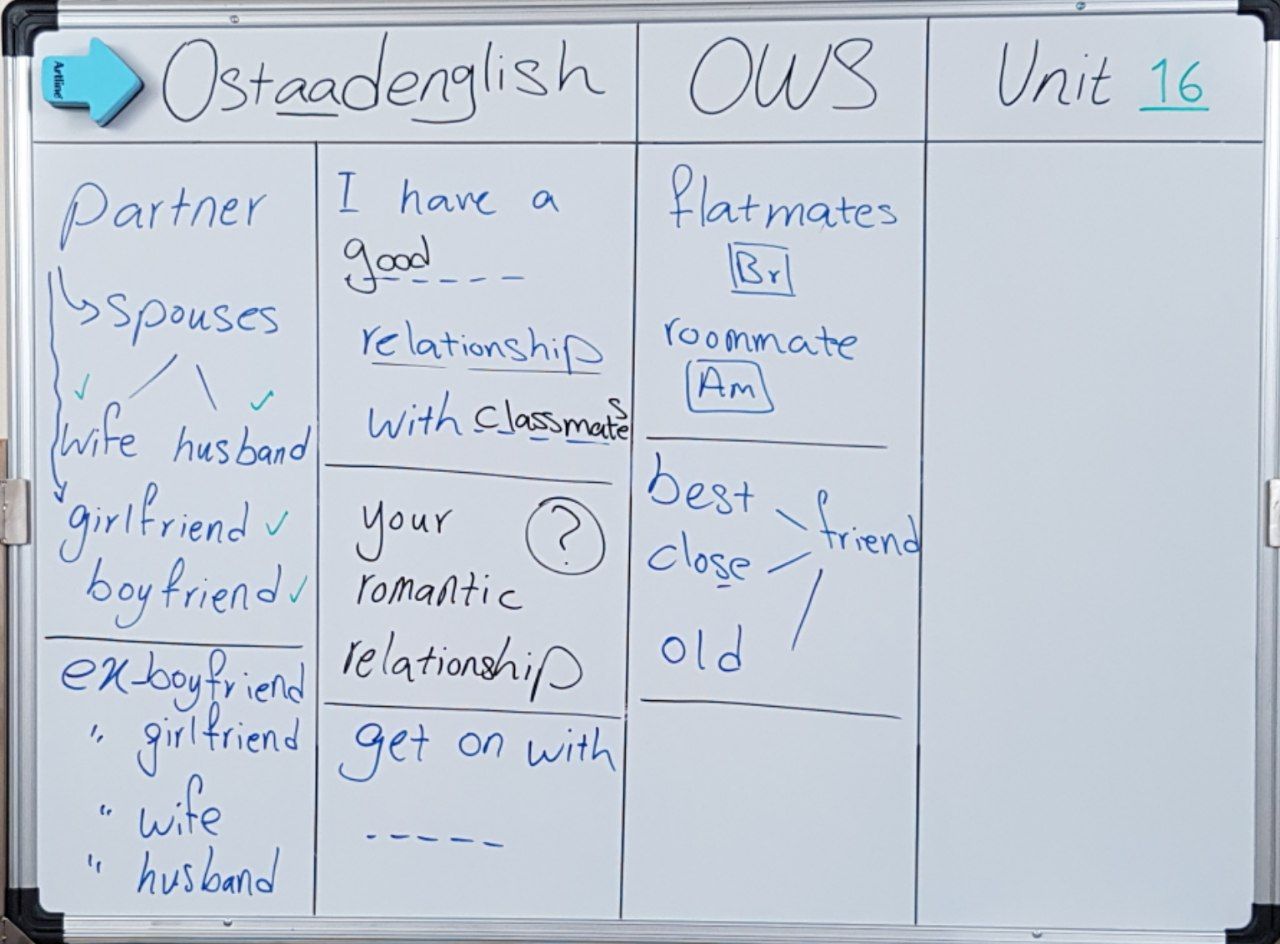 Artline
Ostaadenglish
OWS
Unit 16
partner
spouses
wife husband
girlfriend
boyfriend
ex-boyfriend
" girlfriend
" wife
" husband
I have a
good
relationship
with classmates
your ?
romantic
relationship
get on with
flatmates
Br
roommate
Am
best
close
friend
old